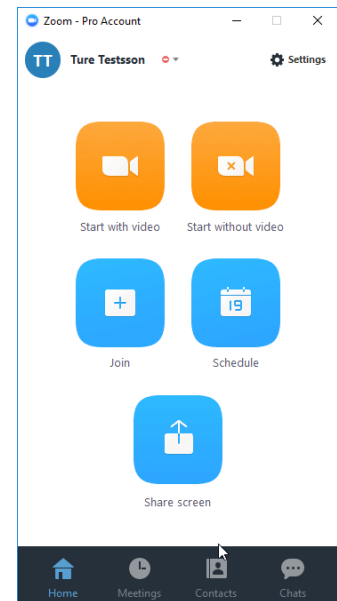 Zoom - Pro Account
TT Ture Testsson Settings
Start with video Start without video
19
Join Schedule
Share screen
Home Meetings Contacts Chats